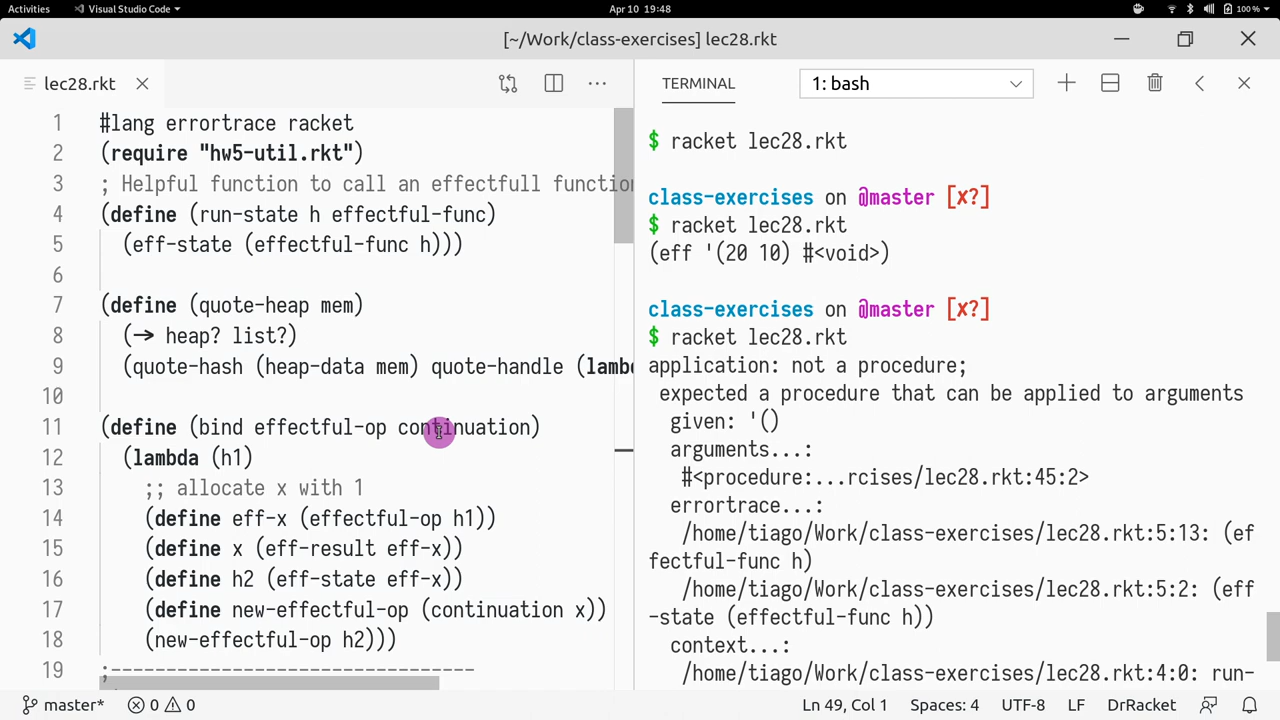 Activities
Visual Studio Code
Apr 10 19:48
100%
[~/Work/class-exercises] lec28.rkt
lec28.rkt
1 #lang errortrace racket
2 (require "hw5-util.rkt")
3 ; Helpful function to call an effectfull function
4 (define (run-state h effectful-func)
5 (eff-state (effectful-func h)))
6
7 (define (quote-heap mem)
8 (→ heap? list?)
9 (quote-hash (heap-data mem) quote-handle (lambd
10
11 (define (bind effectful-op continuation)
12 (lambda (h1)
13 ;; allocate x with 1
14 (define eff-x (effectful-op h1))
15 (define x (eff-result eff-x))
16 (define h2 (eff-state eff-x))
17 (define new-effectful-op (continuation x))
18 (new-effectful-op h2)))
19 ;----------------------------------
TERMINAL
1: bash
$ racket lec28.rkt
class-exercises on @master [x?]
$ racket lec28.rkt
(eff '(20 10) #<void>)
class-exercises on @master [x?]
$ racket lec28.rkt
application: not a procedure;
expected a procedure that can be applied to arguments
given: '()
arguments...:
#<procedure:...rcises/lec28.rkt:45:2>
errortrace...:
/home/tiago/Work/class-exercises/lec28.rkt:5:13: (ef
fectful-func h)
/home/tiago/Work/class-exercises/lec28.rkt:5:2: (eff
-state (effectful-func h))
context...:
/home/tiago/Work/class-exercises/lec28.rkt:4:0: run-
master*
0
0
Ln 49, Col 1
Spaces: 4
UTF-8
LF
DrRacket